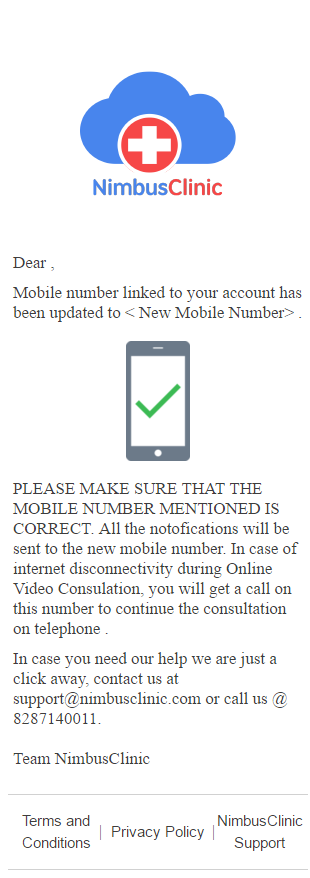 NimbusClinic
Dear ,
Mobile number linked to your account has
been updated to < New Mobile Number> .
PLEASE MAKE SURE THAT THE
MOBILE NUMBER MENTIONED IS
CORRECT. All the notofications will be
sent to the new mobile number. In case of
internet disconnectivity during Online
Video Consulation, you will get a call on
this number to continue the consultation
on telephone .
In case you need our help we are just a
click away, contact us at
support@nimbusclinic.com or call us @
8287140011.
Team NimbusClinic
Terms and
Conditions
| Privacy Policy |
NimbusClinic
Support